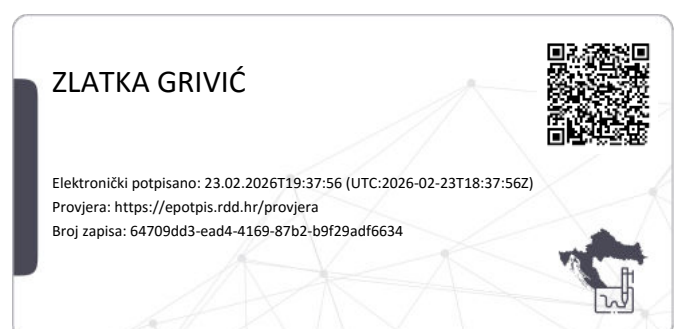 ZLATKA GRIVIĆ
Elektronički potpisano: 23.02.2026T19:37:56 (UTC:2026-02-23T18:37:56Z)
Provjera: https://epotpis.rdd.hr/provjera
Broj zapisa: 64709dd3-ead4-4169-87b2-b9f29adf6634